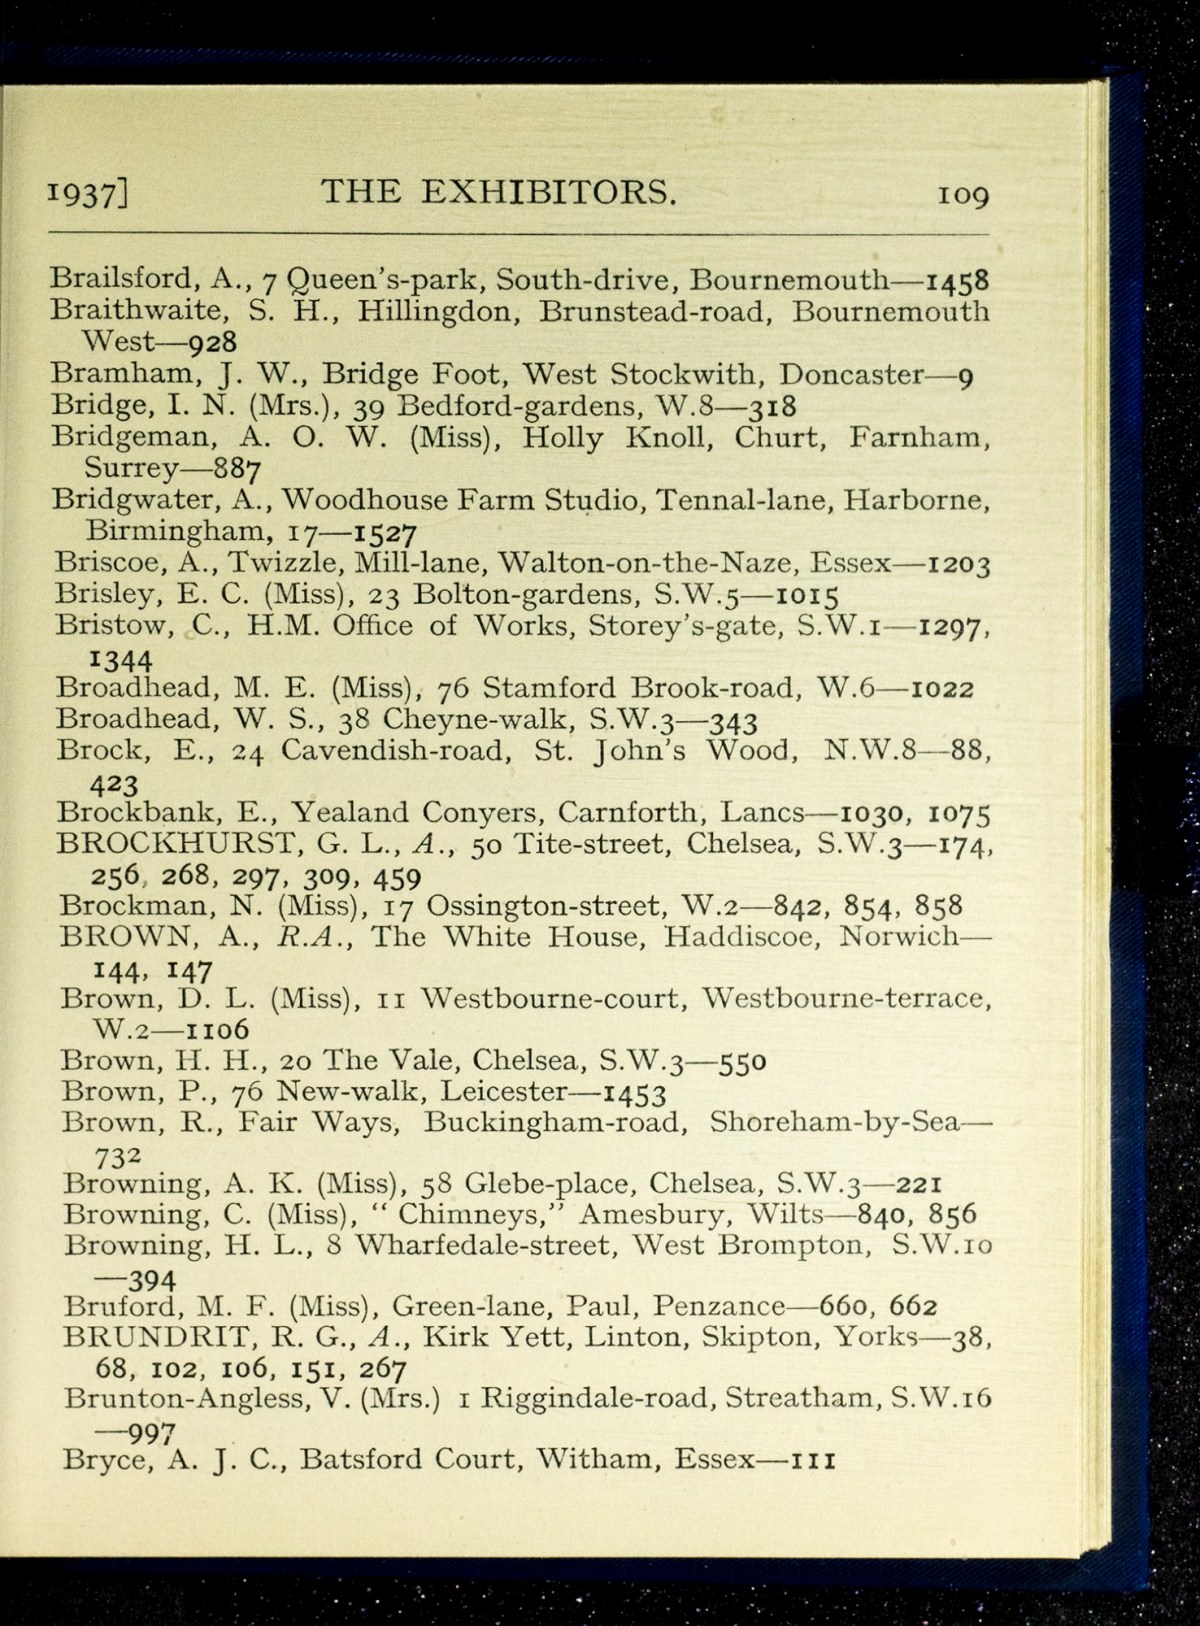 1937] THE EXHIBITORS. 109
Brailsford, A., 7 Queen's-park, South-drive, Bournemouth—1458
Braithwaite, S. H., Hillingdon, Brunstead-road, Bournemouth
West—928
Bramham, J. W., Bridge Foot, West Stockwith, Doncaster—9
Bridge, I. N. (Mrs.), 39 Bedford-gardens, W.8—318
Bridgeman, A. O. W. (Miss), Holly Knoll, Churt, Farnham,
Surrey—887
Bridgwater, A., Woodhouse Farm Studio, Tennal-lane, Harborne,
Birmingham, 17—1527
Briscoe, A., Twizzle, Mill-lane, Walton-on-the-Naze, Essex—1203
Brisley, E. C. (Miss), 23 Bolton-gardens, S.W.5—1015
Bristow, C., H.M. Office of Works, Storey's-gate, S.W.1—1297,
1344
Broadhead, M. E. (Miss), 76 Stamford Brook-road, W.6—1022
Broadhead, W. S., 38 Cheyne-walk, S.W.3—343
Brock, E., 24 Cavendish-road, St. John's Wood, N.W.8—88,
423
Brockbank, E., Yealand Conyers, Carnforth, Lancs—1030, 1075
BROCKHURST, G. L., A., 50 Tite-street, Chelsea, S.W.3—174,
256, 268, 297, 309, 459
Brockman, N. (Miss), 17 Ossington-street, W.2—842, 854, 858
BROWN, A., R.A., The White House, Haddiscoe, Norwich—
144, 147
Brown, D. L. (Miss), 11 Westbourne-court, Westbourne-terrace,
W.2—1106
Brown, H. H., 20 The Vale, Chelsea, S.W.3—550
Brown, P., 76 New-walk, Leicester—1453
Brown, R., Fair Ways, Buckingham-road, Shoreham-by-Sea—
732
Browning, A. K. (Miss), 58 Glebe-place, Chelsea, S.W.3—221
Browning, C. (Miss), “ Chimneys,” Amesbury, Wilts—840, 856
Browning, H. L., 8 Wharfedale-street, West Brompton, S.W.10
—394
Bruford, M. F. (Miss), Green-lane, Paul, Penzance—660, 662
BRUNDRIT, R. G., A., Kirk Yett, Linton, Skipton, Yorks—38,
68, 102, 106, 151, 267
Brunton-Angless, V. (Mrs.) 1 Riggindale-road, Streatham, S.W.16
—997
Bryce, A. J. C., Batsford Court, Witham, Essex—111